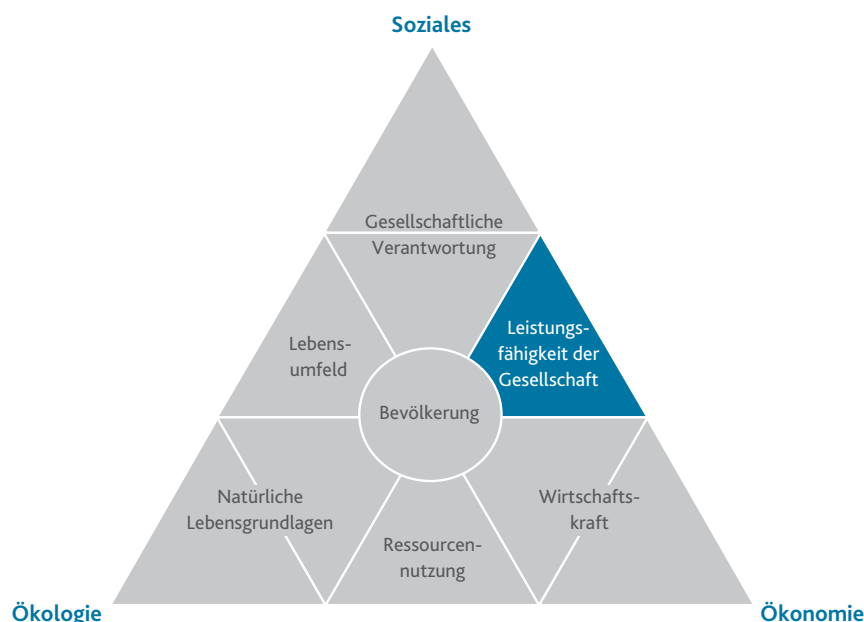 Soziales
Gesellschaftliche
Verantwortung
Lebens-
umfeld
Leistungs-
fähigkeit der
Gesellschaft
Bevölkerung
Natürliche
Lebensgrundlagen
Ressourcen-
nutzung
Wirtschafts-
kraft
Ökologie
Ökonomie